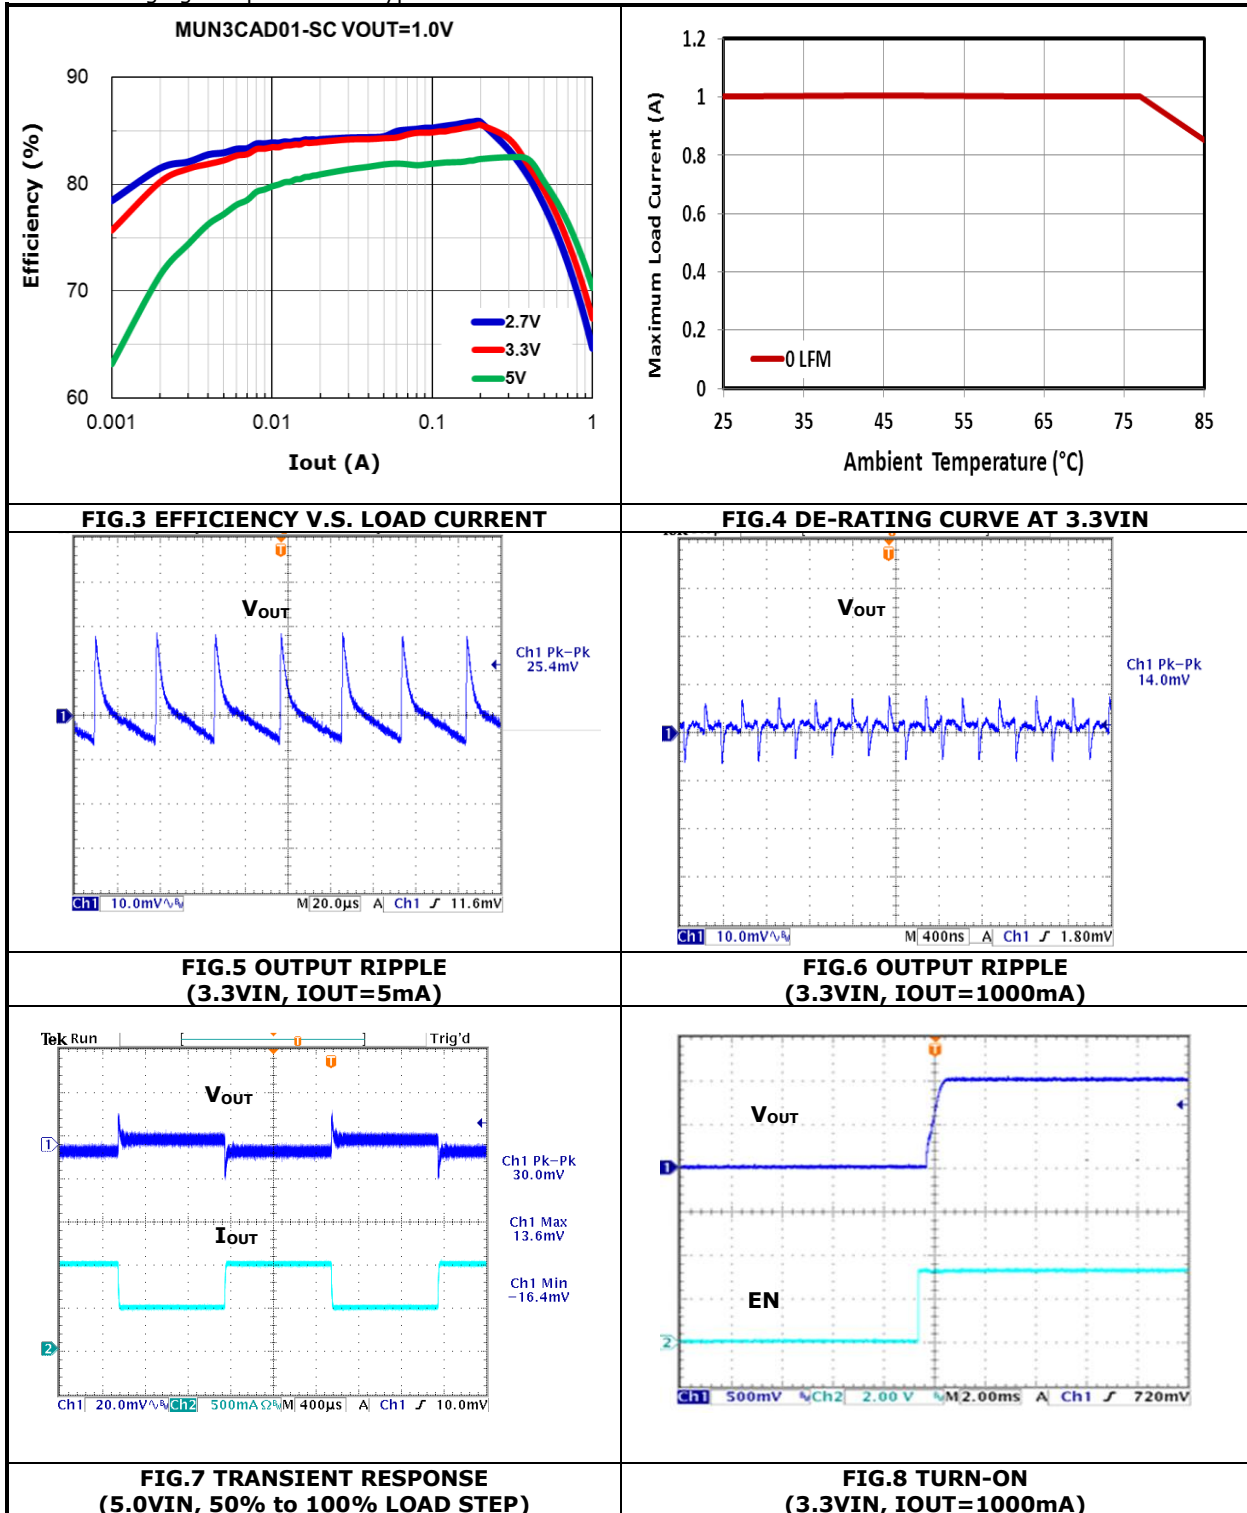 MUN3CAD01-SC VOUT=1.0V
Efficiency (%)
90
80
70
60
2.7V
3.3V
5V
0.001
0.01
0.1
1
Iout (A)
Maximum Load Current (A)
1.2
1
0.8
0.6
0.4
0.2
0
0 LFM
25
35
45
55
65
75
85
Ambient Temperature (°C)
FIG.3 EFFICIENCY V.S. LOAD CURRENT
FIG.4 DE-RATING CURVE AT 3.3VIN
T
VOUT
1
Ch1 Pk-Pk
25.4mV
Ch1 10.0mV M 20.0µs A Ch1 11.6mV
T
VOUT
1
Ch1 Pk-Pk
14.0mV
Ch1 10.0mV M 400ns A Ch1 1.80mV
FIG.5 OUTPUT RIPPLE
(3.3VIN, IOUT=5mA)
FIG.6 OUTPUT RIPPLE
(3.3VIN, IOUT=1000mA)
Tek Run Trig'd
T
T
VOUT
1
Ch1 Pk-Pk
30.0mV
Ch1 Max
13.6mV
IOUT
Ch1 Min
-16.4mV
2
Ch1 20.0mV Ch2 500mA Ω M 400µs A Ch1 10.0mV
T
VOUT
1
EN
2
Ch1 500mV Ch2 2.00 V M 2.00ms A Ch1 720mV
FIG.7 TRANSIENT RESPONSE
(5.0VIN, 50% to 100% LOAD STEP)
FIG.8 TURN-ON
(3.3VIN, IOUT=1000mA)